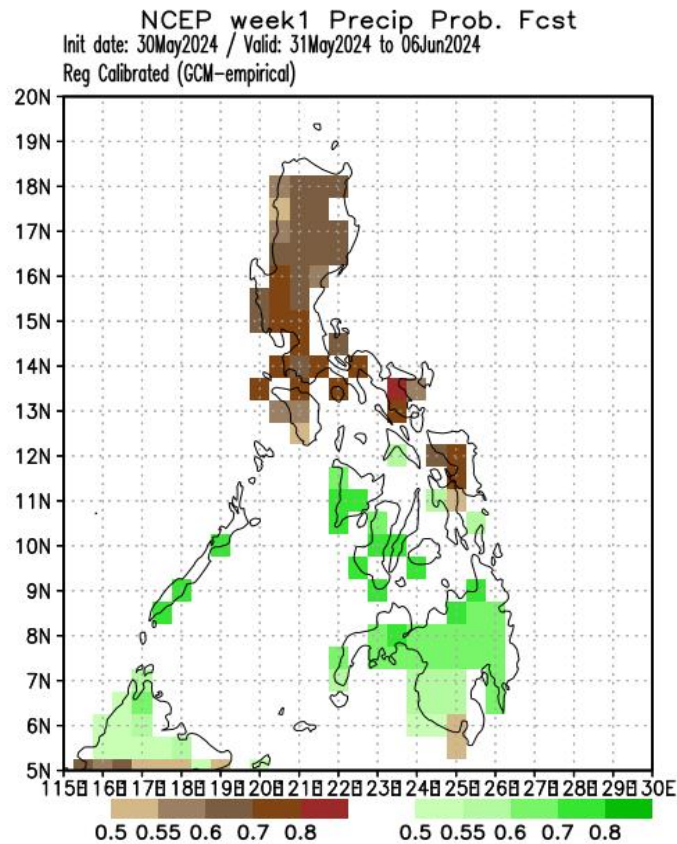 NCEP week1 Precip Prob. Fcst
Init date: 30May2024 / Valid: 31May2024 to 06Jun2024
Reg Calibrated (GCM-empirical)
20N
19N
18N
17N
16N
15N
14N
13N
12N
11N
10N
9N
8N
7N
6N
5N
115E 116E 117E 118E 119E 120E 121E 122E 123E 124E 125E 126E 127E 128E 129E 130E
0.5 0.55 0.6 0.7 0.8 0.5 0.55 0.6 0.7 0.8